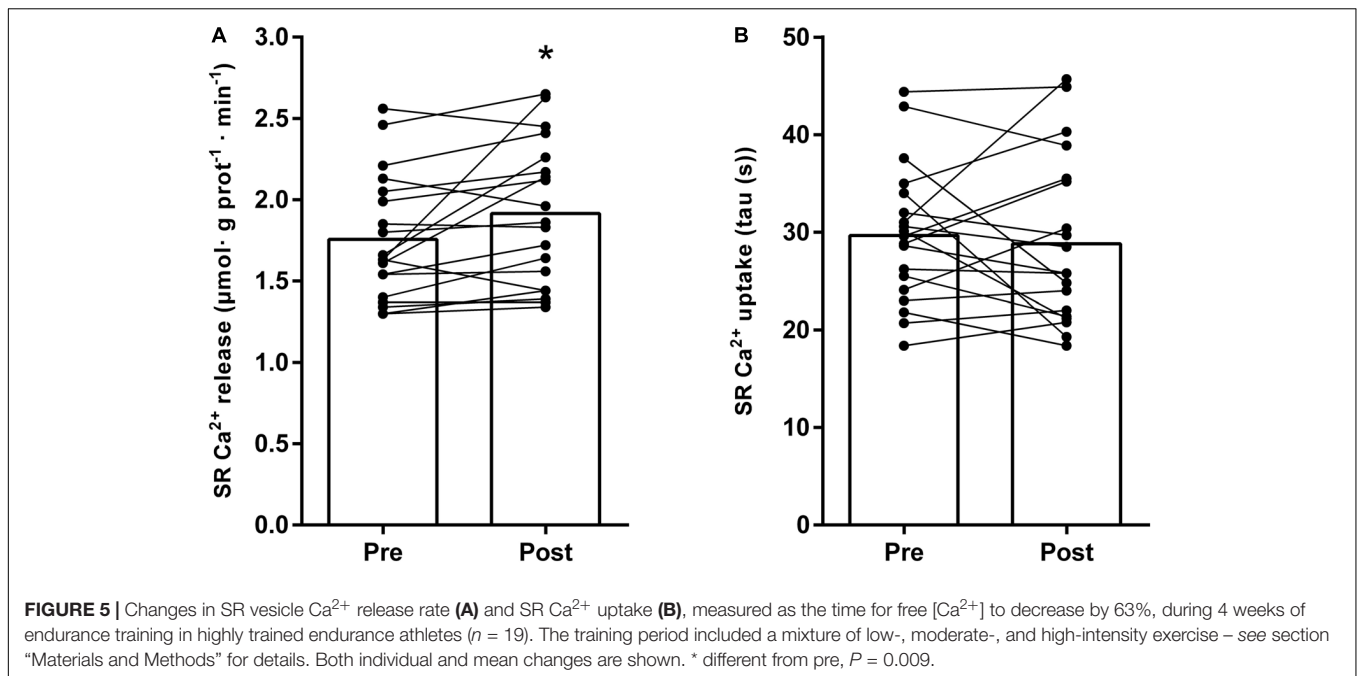 A
SR Ca²⁺ release (μmol· g prot⁻¹ · min⁻¹)
3.0
2.5
2.0
1.5
1.0
0.5
0.0
*
Pre Post
B
SR Ca²⁺ uptake (tau (s))
50
40
30
20
10
0
Pre Post
FIGURE 5 | Changes in SR vesicle Ca²⁺ release rate (A) and SR Ca²⁺ uptake (B), measured as the time for free [Ca²⁺] to decrease by 63%, during 4 weeks of
endurance training in highly trained endurance athletes (n = 19). The training period included a mixture of low-, moderate-, and high-intensity exercise – see section
“Materials and Methods” for details. Both individual and mean changes are shown. * different from pre, P = 0.009.